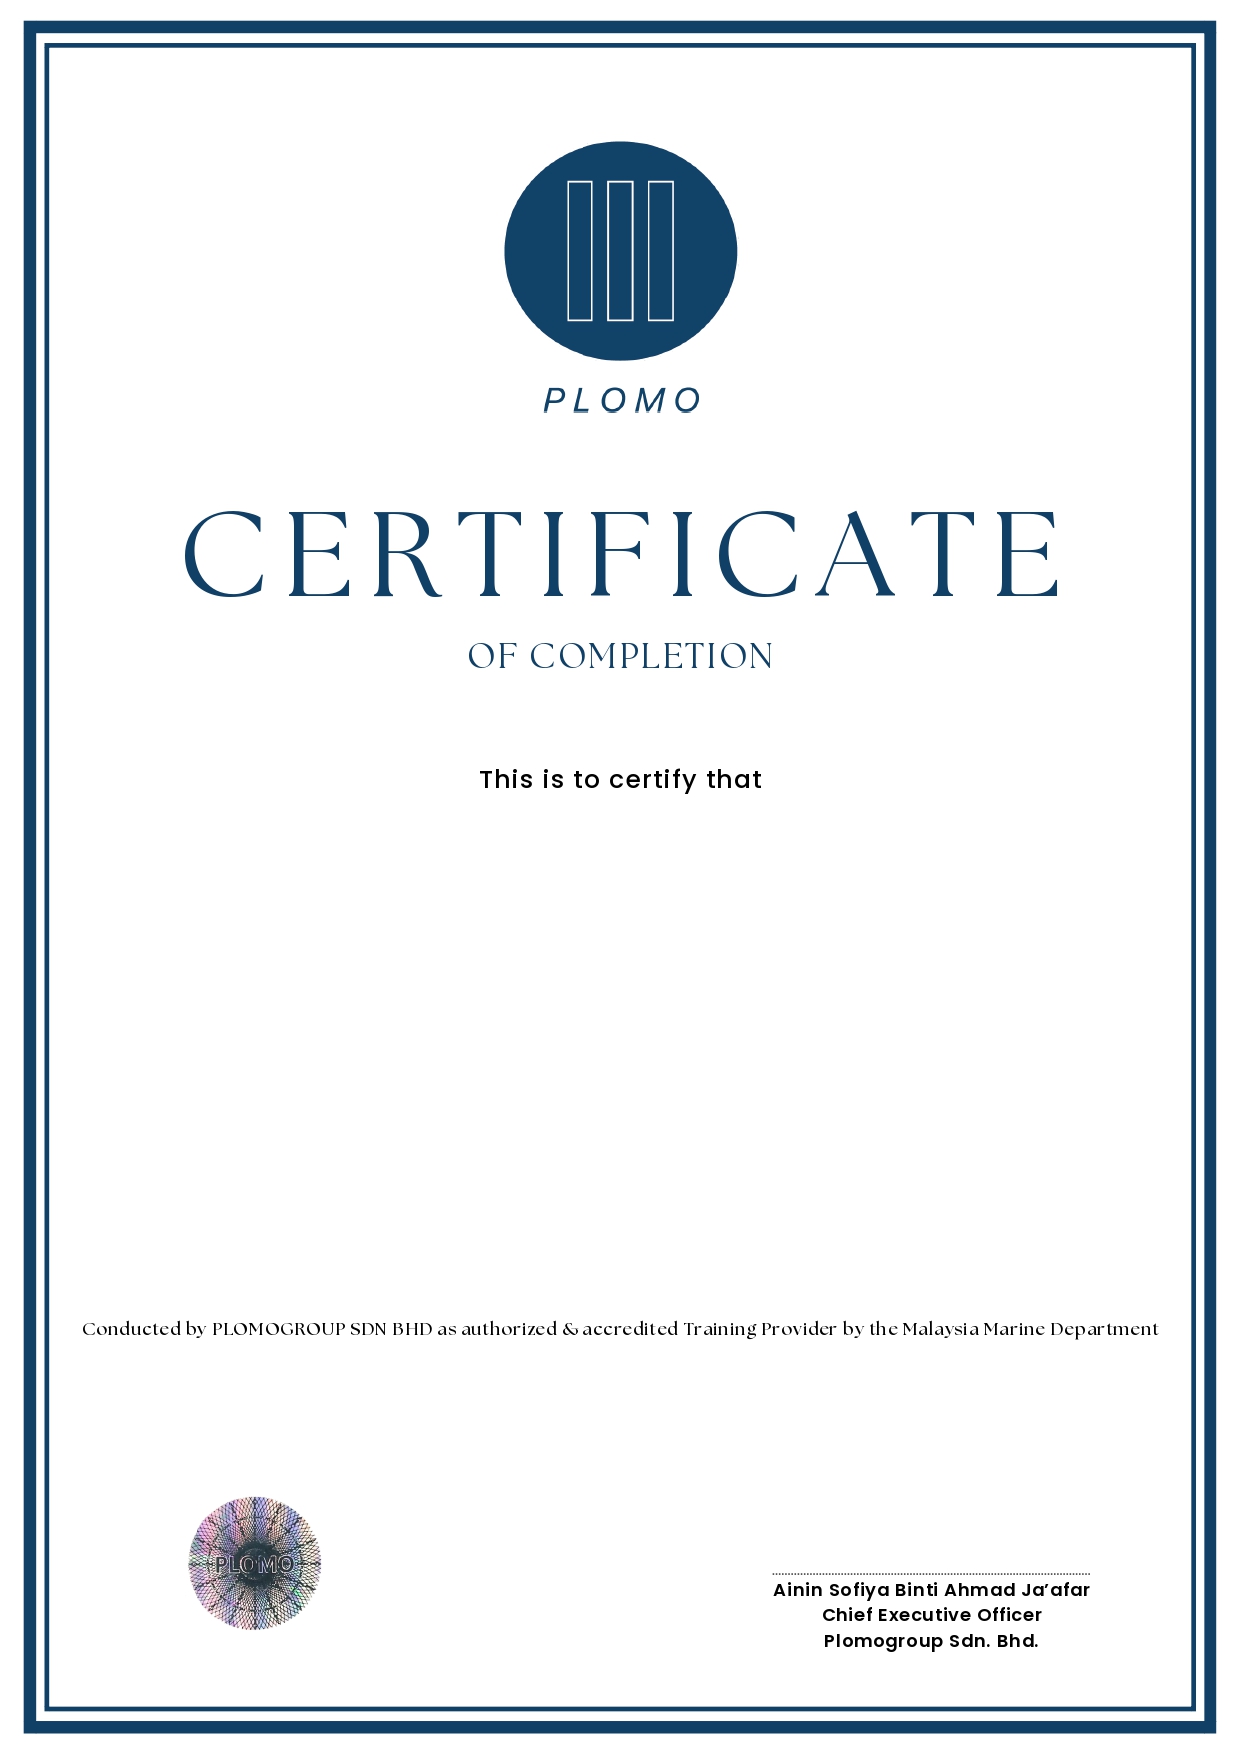 PLOMO
CERTIFICATE
OF COMPLETION
This is to certify that
Conducted by PLOMOGROUP SDN BHD as authorized & accredited Training Provider by the Malaysia Marine Department
PLOMO
Ainin Sofiya Binti Ahmad Ja’afar
Chief Executive Officer
Plomogroup Sdn. Bhd.